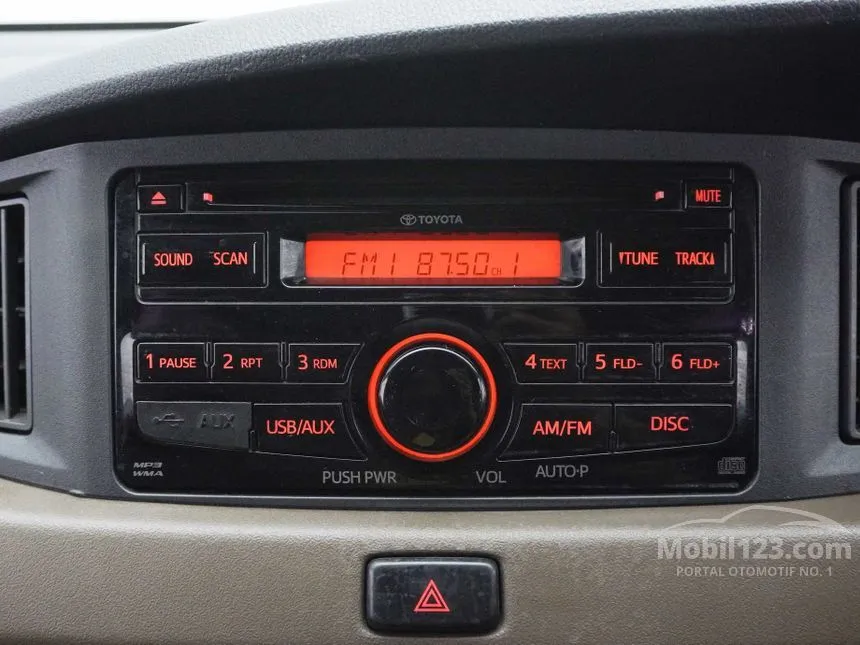 MUTE
TOYOTA
SOUND SCAN
FM1 87.50 CH 1
TUNE TRACK
1 PAUSE 2 RPT 3 RDM
4 TEXT 5 FLD- 6 FLD+
AUX USB/AUX
AM/FM DISC
MP3
WMA
PUSH PWR VOL AUTO·P
disc
Mobil123.com
PORTAL OTOMOTIF NO. 1